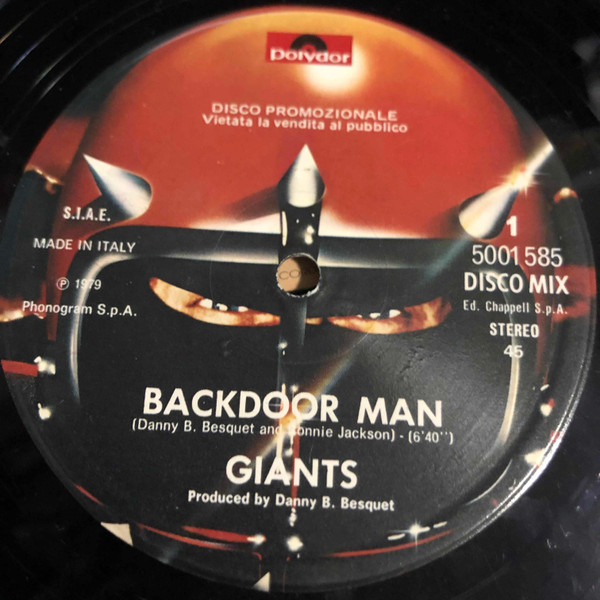 polydor
DISCO PROMOZIONALE
Vietata la vendita al pubblico
S.I.A.E.
MADE IN ITALY
℗ 1979
Phonogram S.p.A.
1
5001 585
DISCO MIX
Ed. Chappell S.p.A.
STEREO
45
BACKDOOR MAN
(Danny B. Besquet and Bonnie Jackson) - (6'40'')
GIANTS
Produced by Danny B. Besquet